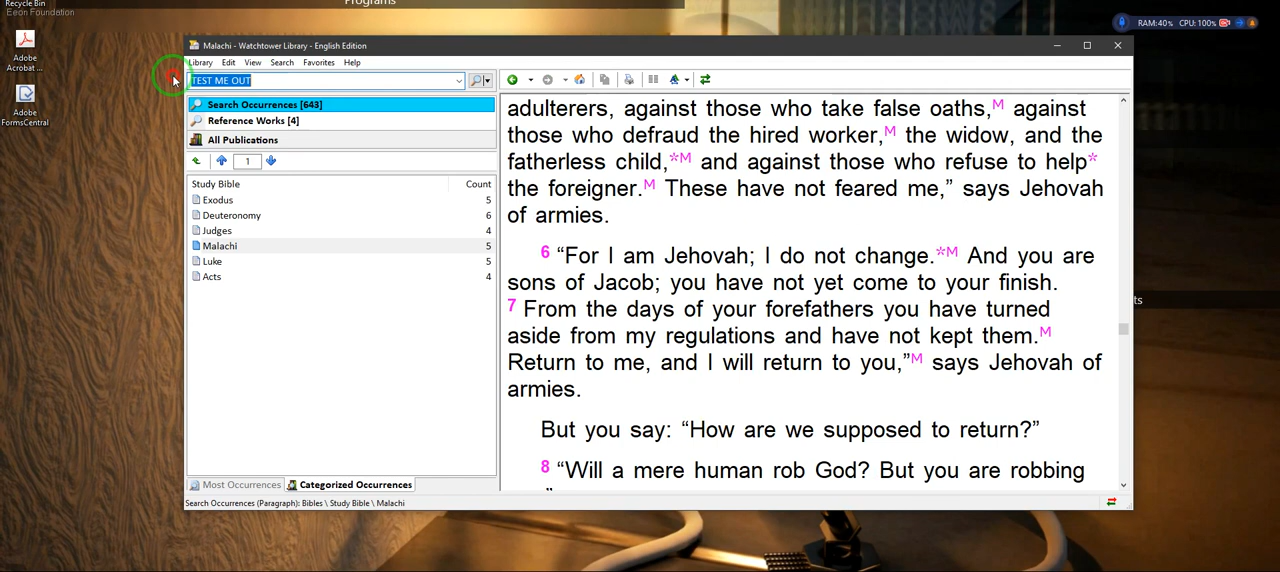 Programs
Recycle Bin
Eeon Foundation
Adobe
Acrobat ...
Adobe
FormsCentral
RAM:40% CPU:100%
Malachi - Watchtower Library - English Edition
Library Edit View Search Favorites Help
TEST ME OUT
Search Occurrences [643]
Reference Works [4]
All Publications
1
Study Bible Count
Exodus 5
Deuteronomy 6
Judges 4
Malachi 5
Luke 5
Acts 4
Most Occurrences Categorized Occurrences
Search Occurrences (Paragraph): Bibles \ Study Bible \ Malachi
adulterers, against those who take false oaths,M against
those who defraud the hired worker,M the widow, and the
fatherless child,*M and against those who refuse to help*
the foreigner.M These have not feared me,” says Jehovah
of armies.
6 “For I am Jehovah; I do not change.*M And you are
sons of Jacob; you have not yet come to your finish.
7 From the days of your forefathers you have turned
aside from my regulations and have not kept them.M
Return to me, and I will return to you,”M says Jehovah of
armies.
But you say: “How are we supposed to return?”
8 “Will a mere human rob God? But you are robbing
ts